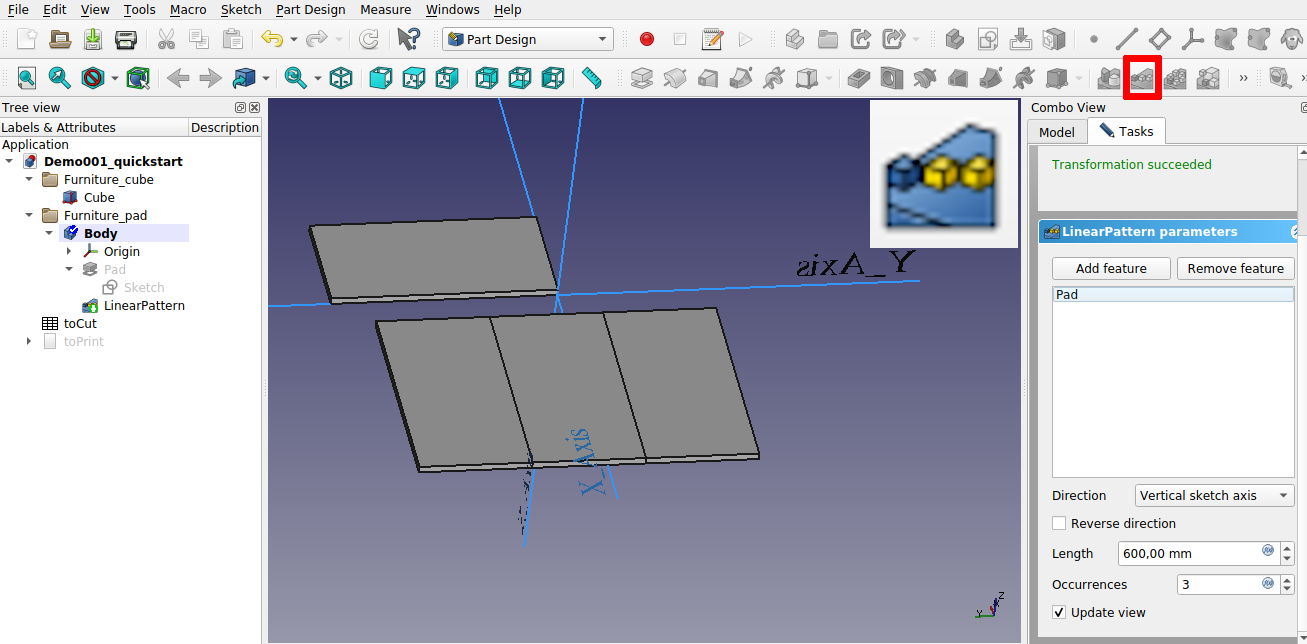 File Edit View Tools Macro Sketch Part Design Measure Windows Help
Part Design
Tree view
Labels & Attributes Description
Application
Demo001_quickstart
Furniture_cube
Cube
Furniture_pad
Body
Origin
Pad
Sketch
LinearPattern
toCut
toPrint
Y_Axis
X_Axis
Y Z
Combo View
Model Tasks
Transformation succeeded
LinearPattern parameters
Add feature Remove feature
Pad
Direction Vertical sketch axis
Reverse direction
Length 600,00 mm
Occurrences 3
Update view